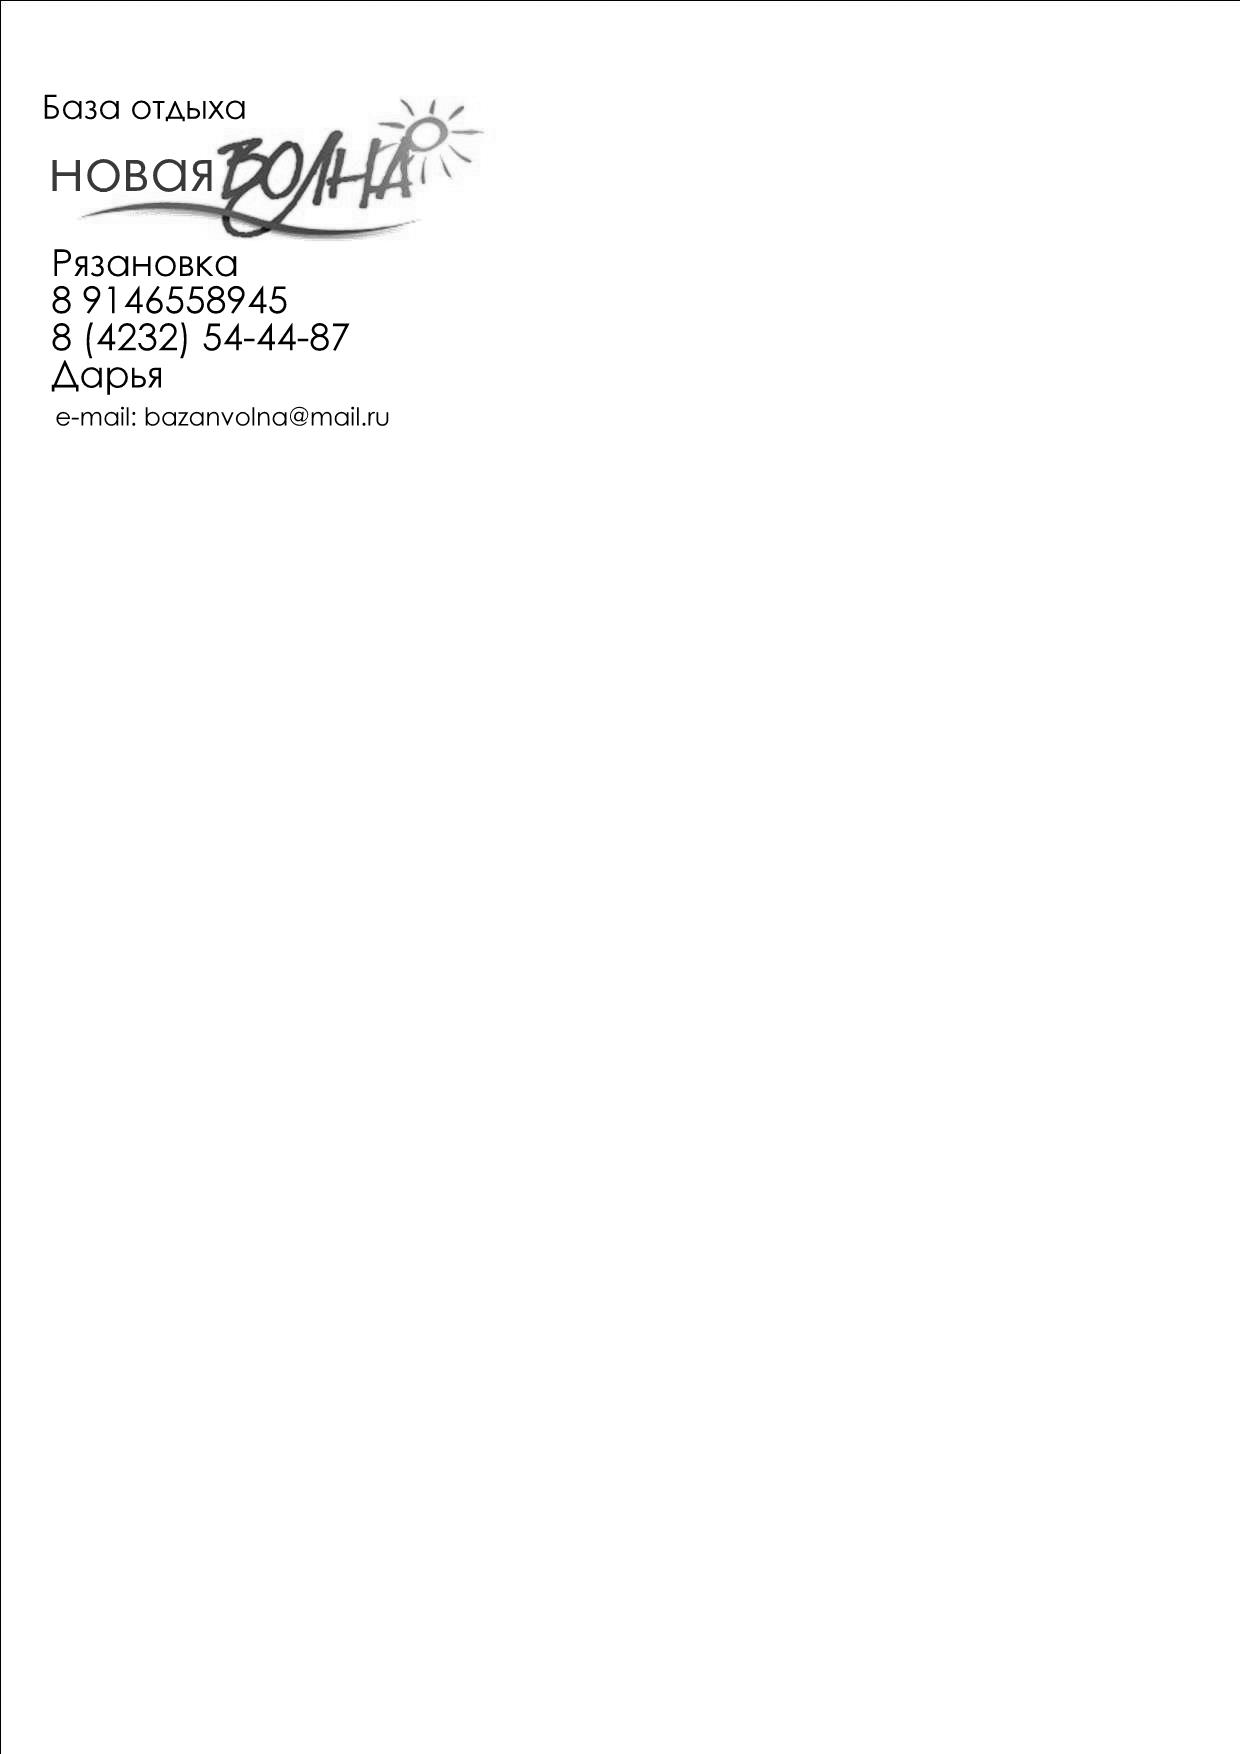 База отдыха
новая ВОЛНА
Рязановка
8 9146558945
8 (4232) 54-44-87
Дарья
e-mail: bazanvolna@mail.ru